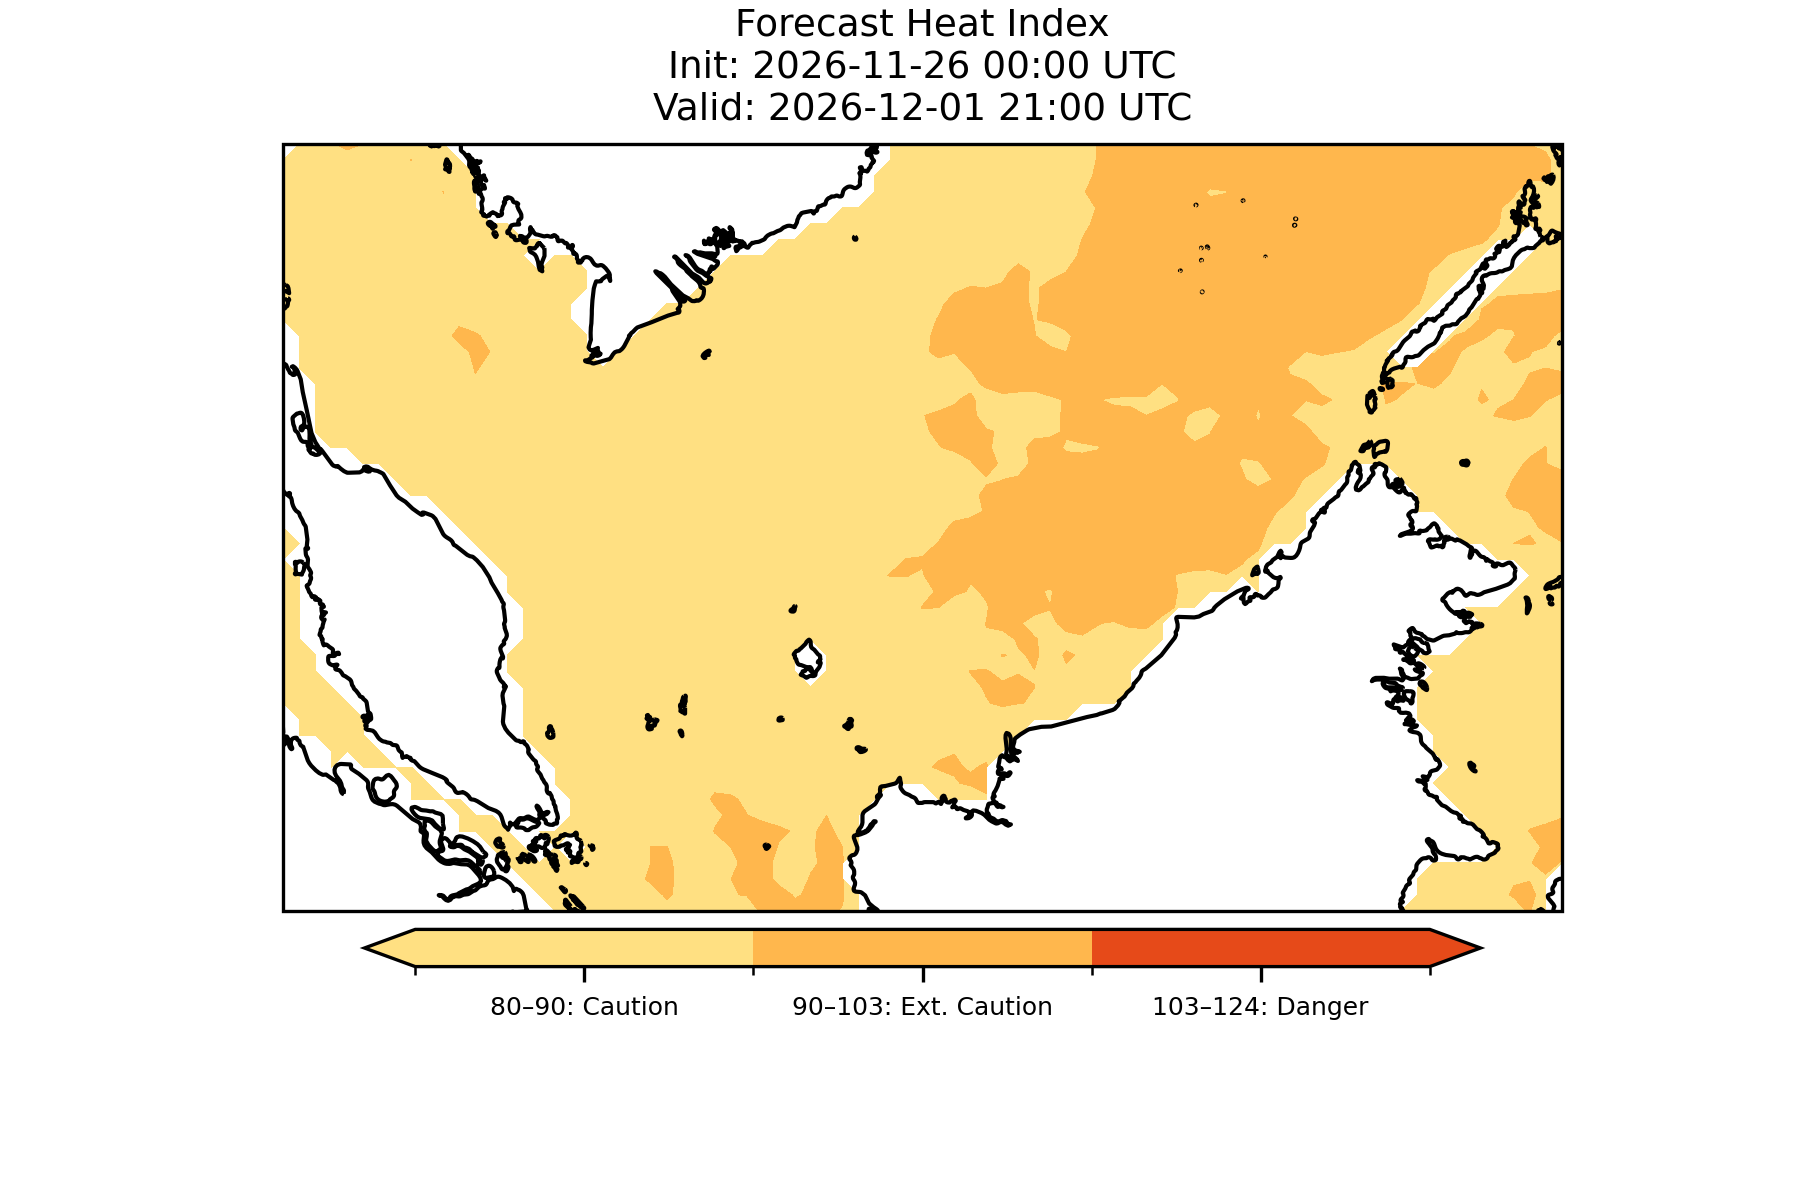 Forecast Heat Index
Init: 2026-11-26 00:00 UTC
Valid: 2026-12-01 21:00 UTC
80–90: Caution
90–103: Ext. Caution
103–124: Danger